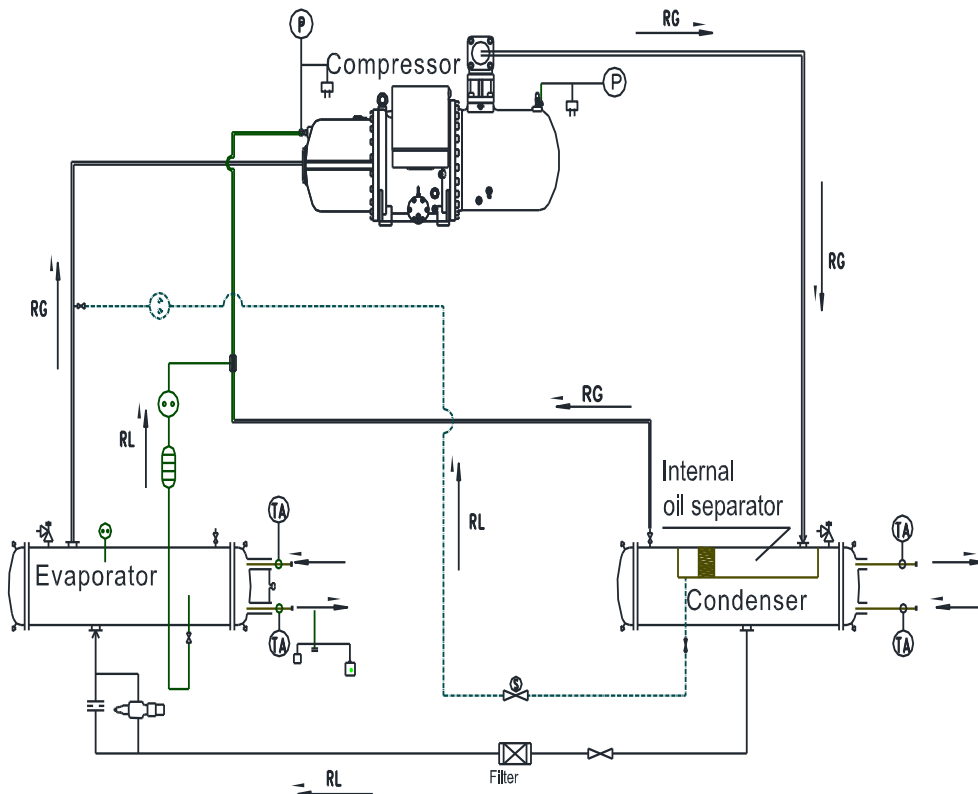 P
RG
Compressor
P
RG
RG
RG
RL
RL
Internal
oil separator
TA
TA
Evaporator
Condenser
TA
TA
S
Filter
RL